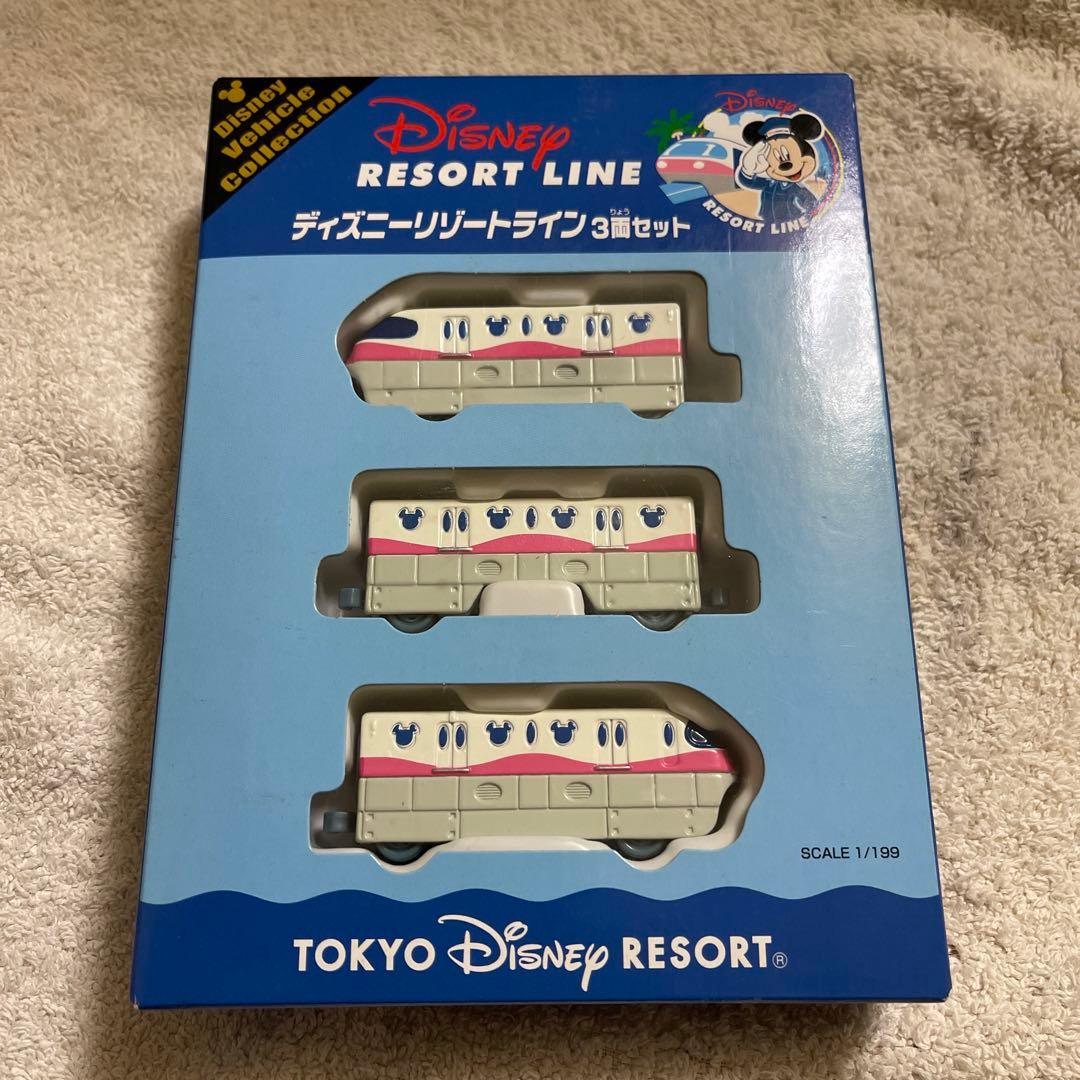 Disney
Vehicle
Collection
Disney
RESORT LINE
ディズニーリゾートライン3両セット
りょう
Disney
RESORT LINE
SCALE 1/199
TOKYO Disney RESORT®